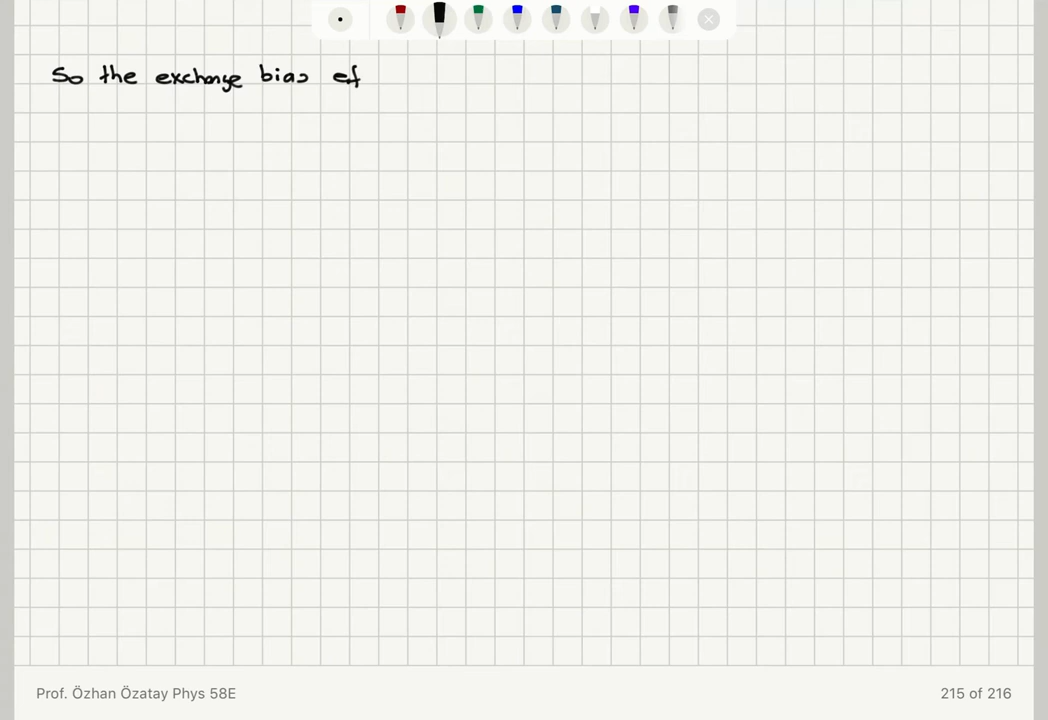 So the exchange bias ef
Prof. Özhan Özatay Phys 58E
215 of 216